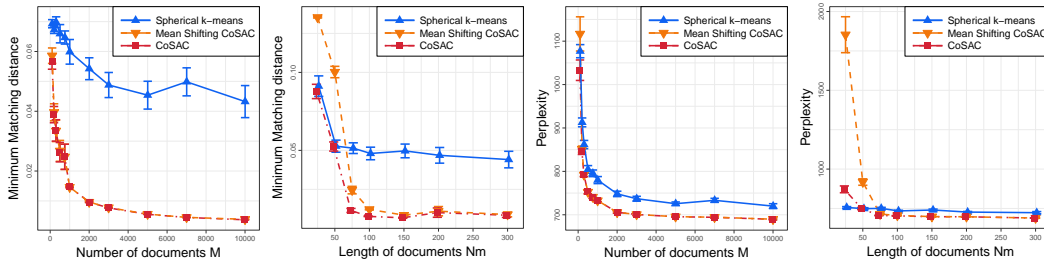 Minimum Matching distance
0.02
0.04
0.06
Spherical k−means
Mean Shifting CoSAC
CoSAC
0
2000
4000
6000
8000
10000
Number of documents M
Minimum Matching distance
0.05
0.10
Spherical k−means
Mean Shifting CoSAC
CoSAC
50
100
150
200
250
300
Length of documents Nm
Perplexity
700
800
900
1000
1100
Spherical k−means
Mean Shifting CoSAC
CoSAC
0
2000
4000
6000
8000
10000
Number of documents M
Perplexity
1000
1500
2000
Spherical k−means
Mean Shifting CoSAC
CoSAC
50
100
150
200
250
300
Length of documents Nm